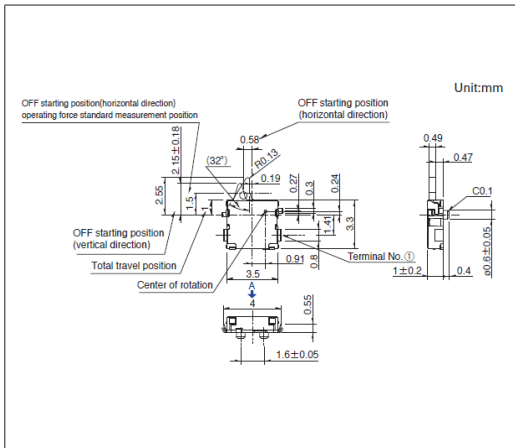 Unit:mm
OFF starting position(horizontal direction)
operating force standard measurement position
OFF starting position
(horizontal direction)
0.58
2.15±0.18
(32°)
R0.13
0.19
2.55
1.5
1
0.27
0.3
0.24
1.41
3.3
0.49
0.47
C0.1
ø0.6±0.05
OFF starting position
(vertical direction)
Total travel position
Center of rotation
0.91
0.8
Terminal No.①
1±0.2
0.4
3.5
A
4
0.55
1.6±0.05